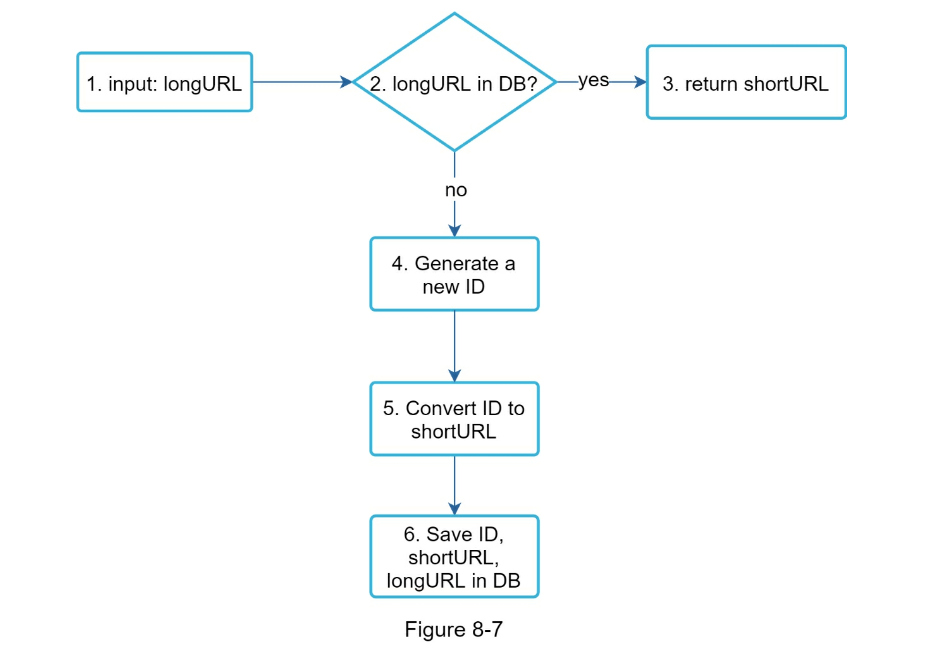 1. input: longURL
2. longURL in DB?
yes
3. return shortURL
no
4. Generate a
new ID
5. Convert ID to
shortURL
6. Save ID,
shortURL,
longURL in DB
Figure 8-7